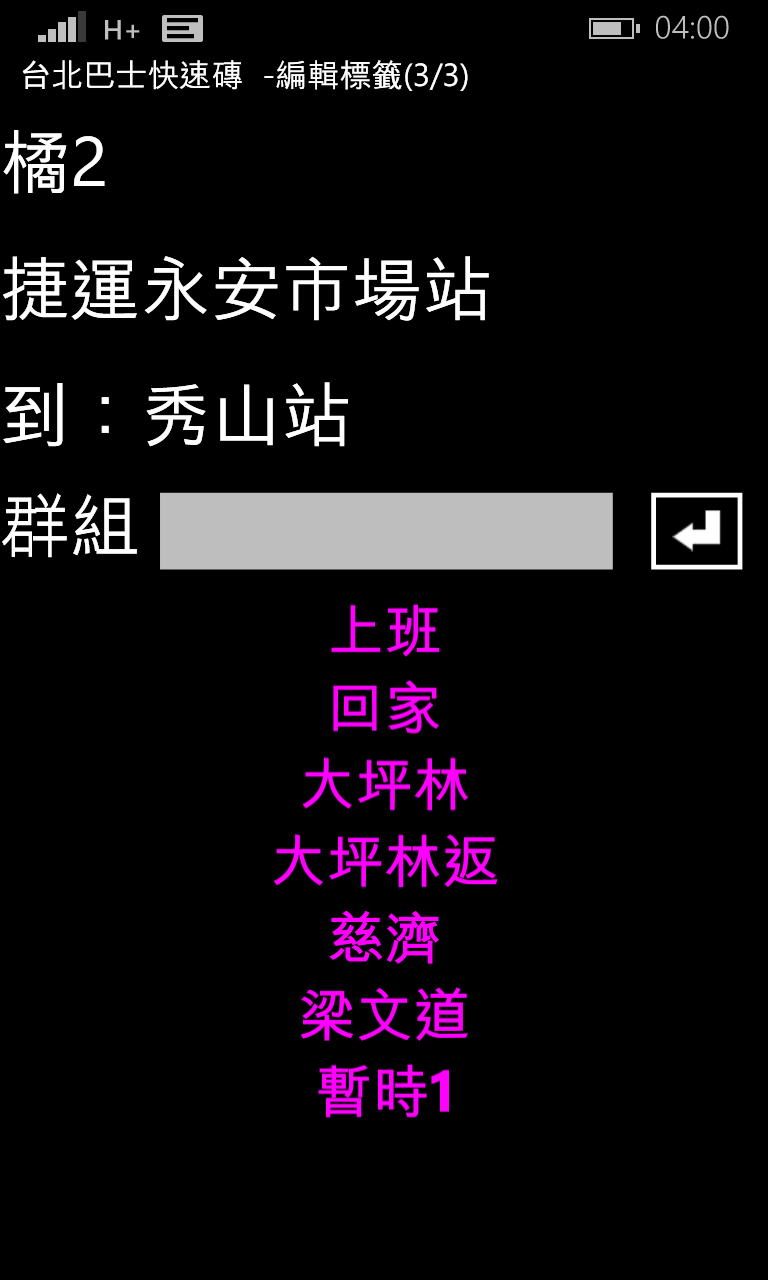 H+ 04:00
台北巴士快速磚 -編輯標籤(3/3)
橘2
捷運永安市場站
到：秀山站
群組
上班
回家
大坪林
大坪林返
慈濟
梁文道
暫時1